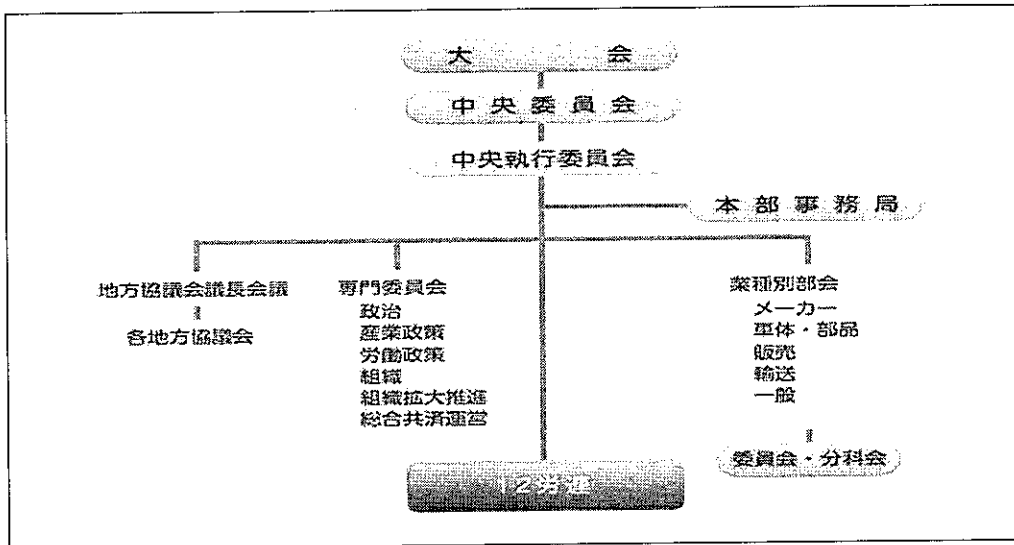 大　　　会
中央委員会
中央執行委員会
本部事務局
地方協議会議長会議
各地方協議会
専門委員会
政治
産業政策
労働政策
組織
組織拡大推進
総合共済運営
業種別部会
メーカー
車体・部品
販売
輸送
一般
委員会・分科会
12労連